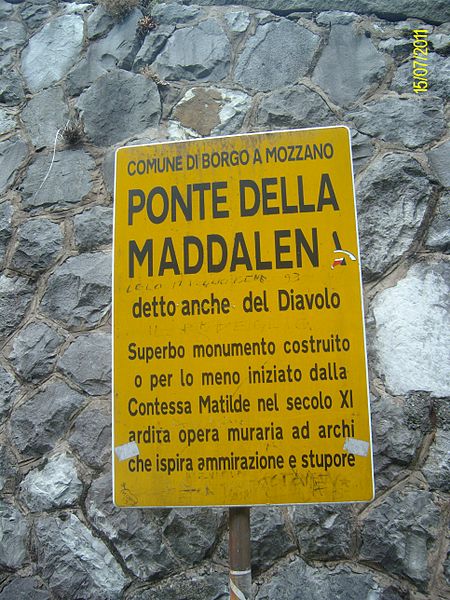 15/07/2011
COMUNE DI BORGO A MOZZANO
PONTE DELLA
MADDALENA
detto anche del Diavolo
Superbo monumento costruito
o per lo meno iniziato dalla
Contessa Matilde nel secolo XI
ardita opera muraria ad archi
che ispira ammirazione e stupore